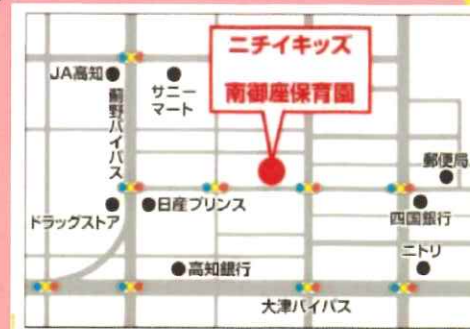 ニチイキッズ
南御座保育園
JA高知
サニー
マート
薊野バイパス
郵便局
ドラッグストア
日産プリンス
四国銀行
高知銀行
ニトリ
大津バイパス